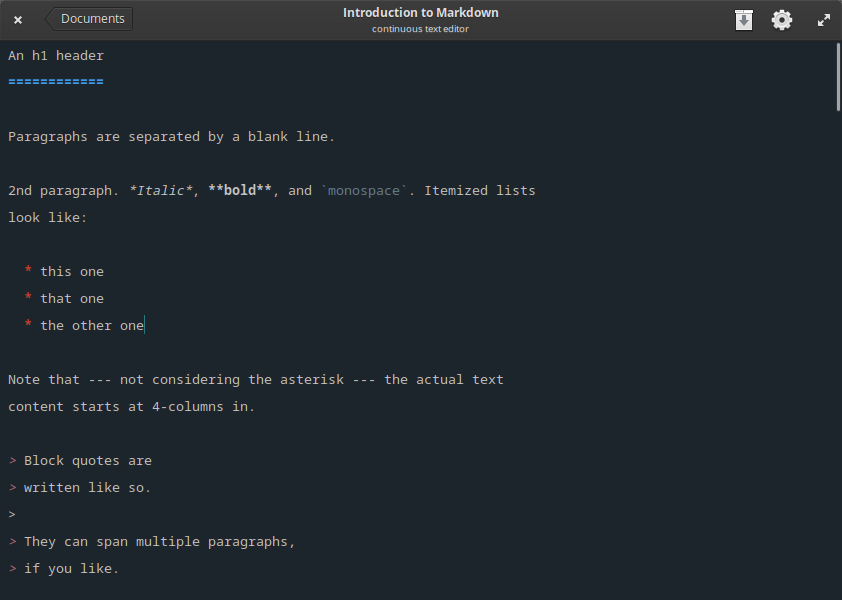 Documents
Introduction to Markdown
continuous text editor
An h1 header
============
Paragraphs are separated by a blank line.
2nd paragraph. *Italic*, **bold**, and `monospace`. Itemized lists
look like:
* this one
* that one
* the other one
Note that --- not considering the asterisk --- the actual text
content starts at 4-columns in.
> Block quotes are
> written like so.
>
> They can span multiple paragraphs,
> if you like.